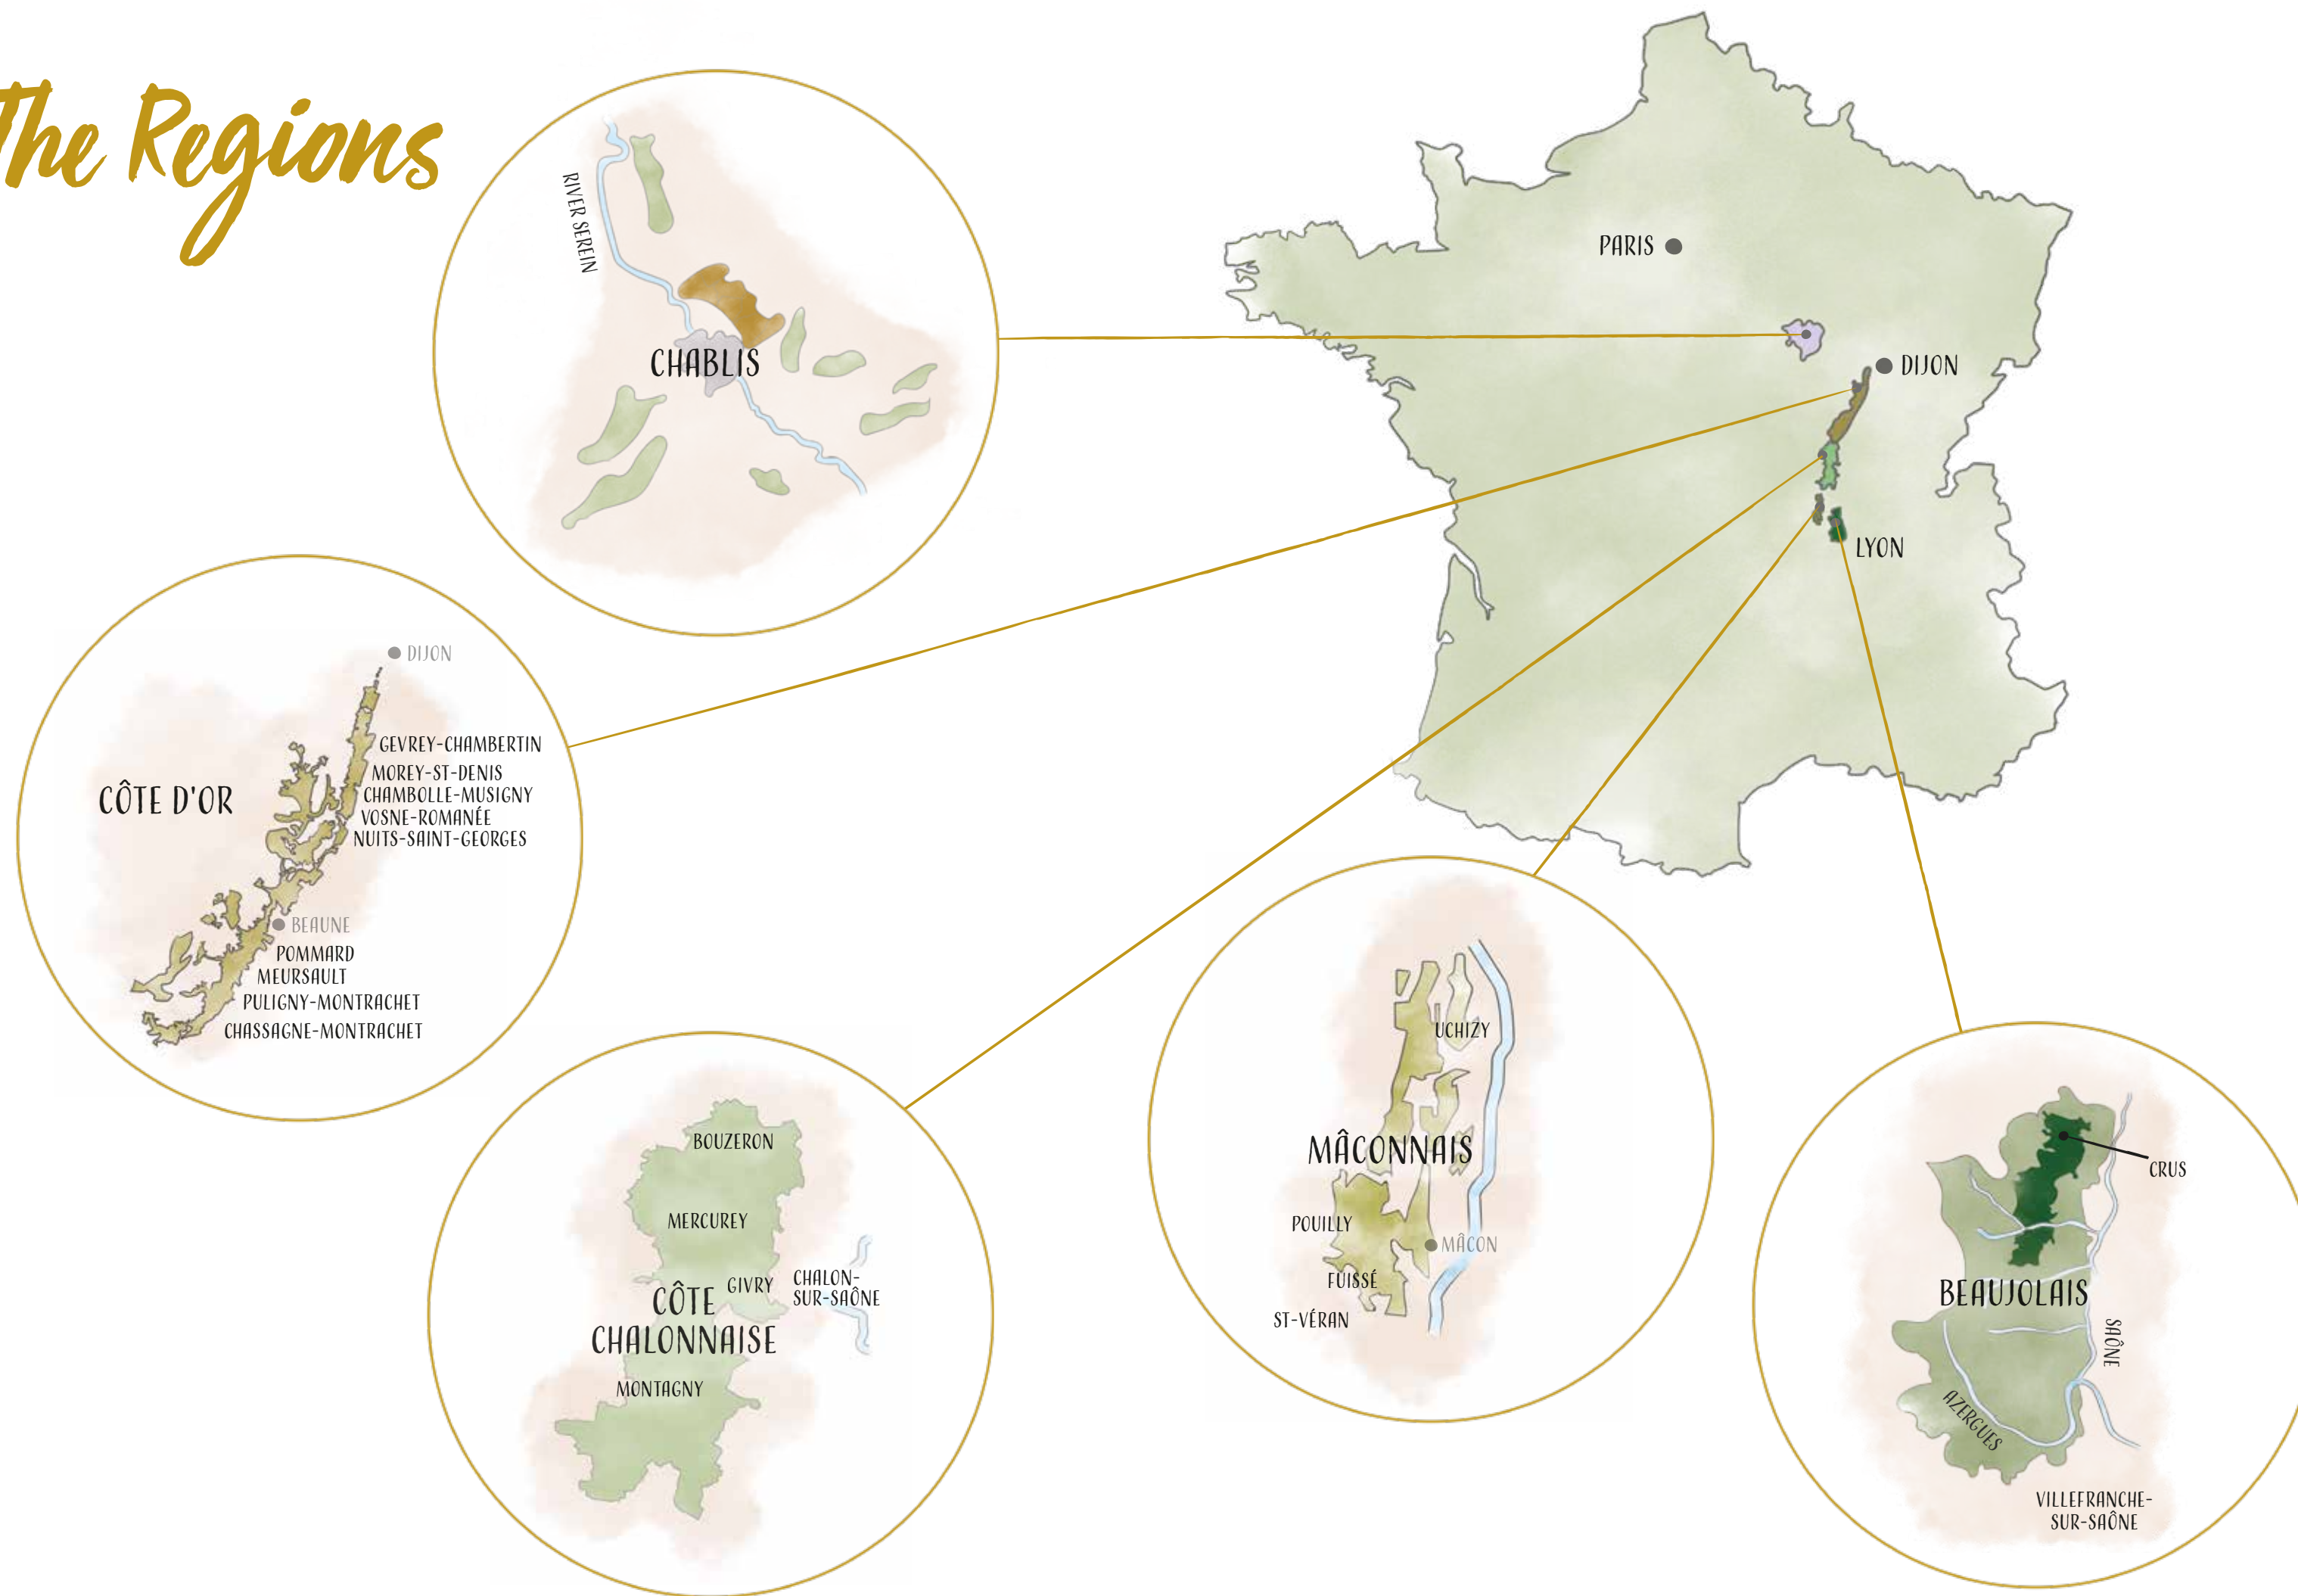 The Regions
RIVER SEREIN
CHABLIS
PARIS
DIJON
LYON
DIJON
GEVREY-CHAMBERTIN
MOREY-ST-DENIS
CHAMBOLLE-MUSIGNY
VOSNE-ROMANÉE
NUITS-SAINT-GEORGES
CÔTE D'OR
BEAUNE
POMMARD
MEURSAULT
PULIGNY-MONTRACHET
CHASSAGNE-MONTRACHET
BOUZERON
MERCUREY
GIVRY
CHALON-
SUR-SAÔNE
CÔTE
CHALONNAISE
MONTAGNY
UCHIZY
MÂCONNAIS
POUILLY
MÂCON
FUISSÉ
ST-VÉRAN
CRUS
BEAUJOLAIS
SAÔNE
AZERGUES
VILLEFRANCHE-
SUR-SAÔNE